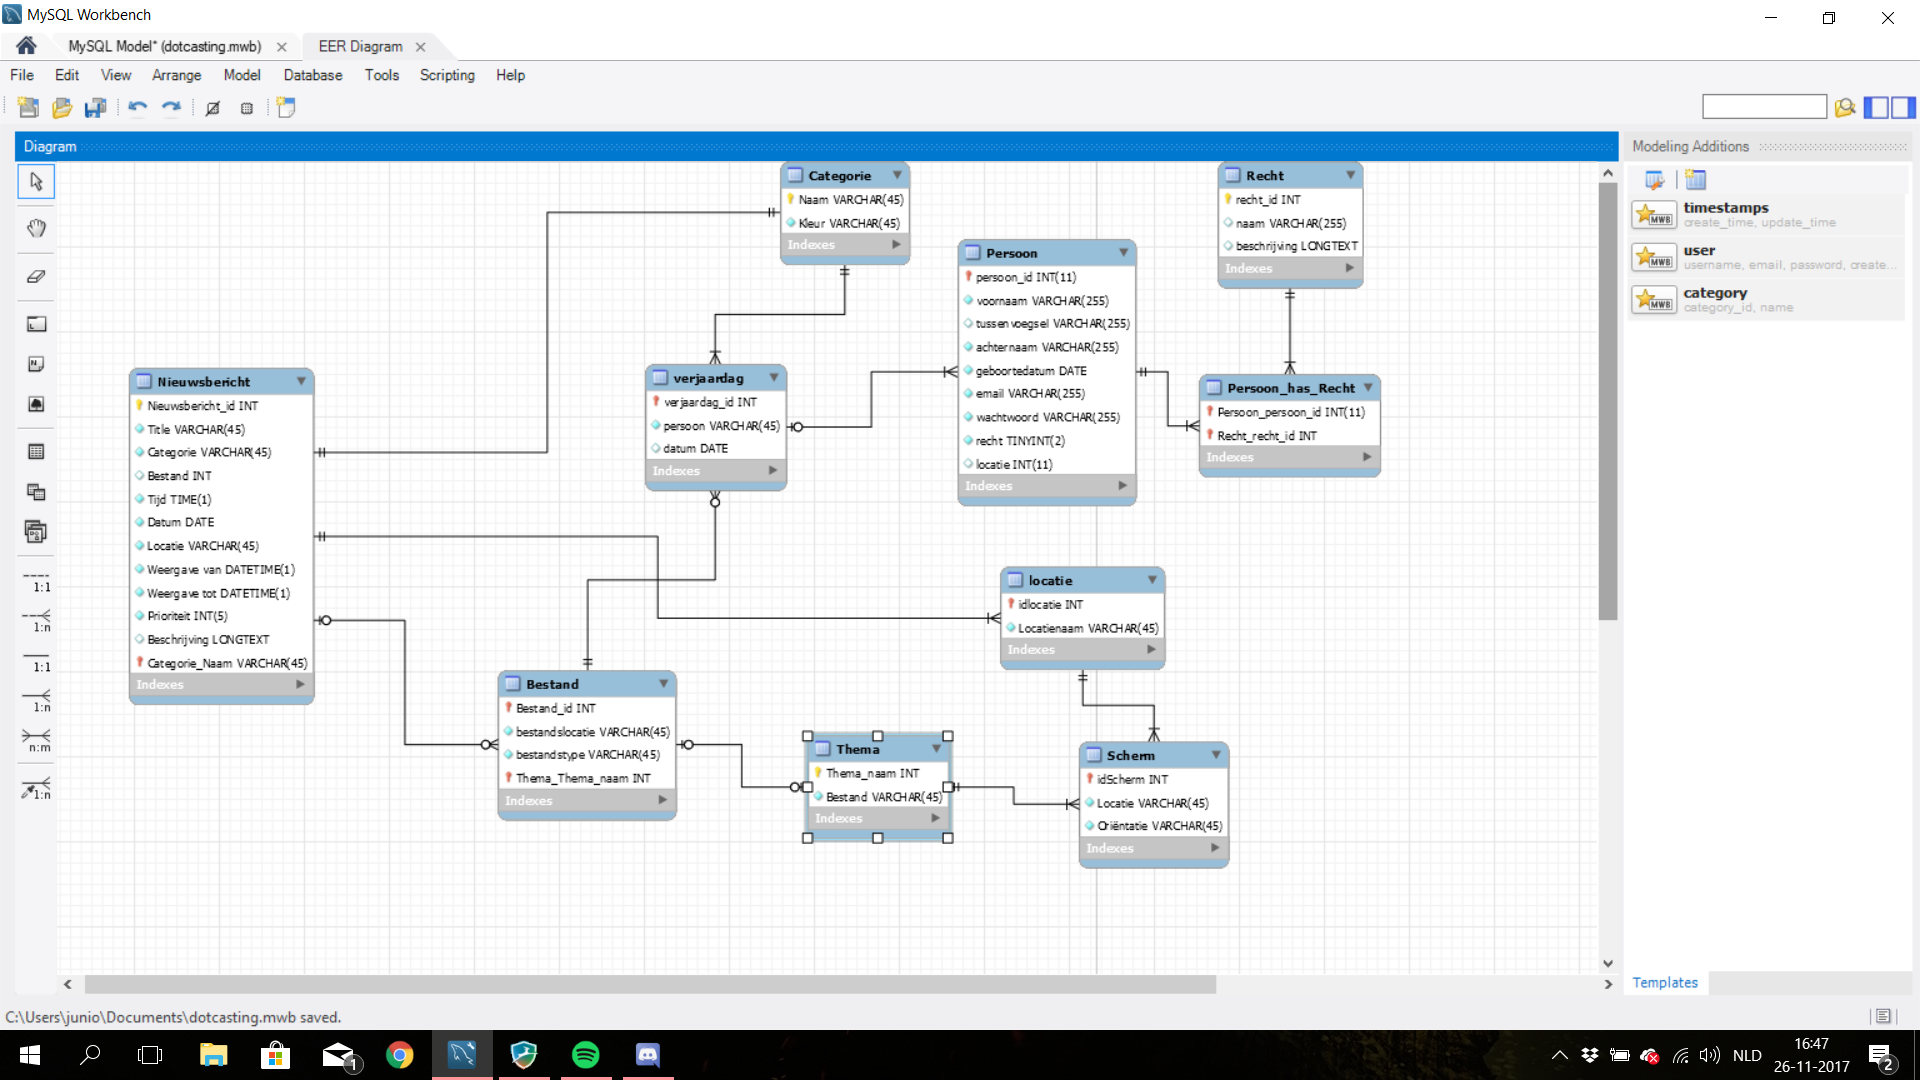 MySQL Workbench
MySQL Model* (dotcasting.mwb)
EER Diagram
File Edit View Arrange Model Database Tools Scripting Help
Diagram
Modeling Additions
timestamps
create_time, update_time
user
username, email, password, create...
category
category_id, name
Templates
1:1
1:n
1:1
1:n
n:m
1:n
Categorie
Naam VARCHAR(45)
Kleur VARCHAR(45)
Indexes
Recht
recht_id INT
naam VARCHAR(255)
beschrijving LONGTEXT
Indexes
Persoon
persoon_id INT(11)
voornaam VARCHAR(255)
tussenvoegsel VARCHAR(255)
achternaam VARCHAR(255)
geboortedatum DATE
email VARCHAR(255)
wachtwoord VARCHAR(255)
recht TINYINT(2)
locatie INT(11)
Indexes
Nieuwsbericht
Nieuwsbericht_id INT
Title VARCHAR(45)
Categorie VARCHAR(45)
Bestand INT
Tijd TIME(1)
Datum DATE
Locatie VARCHAR(45)
Weergave van DATETIME(1)
Weergave tot DATETIME(1)
Prioriteit INT(5)
Beschrijving LONGTEXT
Categorie_Naam VARCHAR(45)
Indexes
verjaardag
verjaardag_id INT
persoon VARCHAR(45)
datum DATE
Indexes
Persoon_has_Recht
Persoon_persoon_id INT(11)
Recht_recht_id INT
Indexes
locatie
idlocatie INT
Locatienaam VARCHAR(45)
Indexes
Bestand
Bestand_id INT
bestandslocatie VARCHAR(45)
bestandstype VARCHAR(45)
Thema_Thema_naam INT
Indexes
Thema
Thema_naam INT
Bestand VARCHAR(45)
Indexes
Scherm
idScherm INT
Locatie VARCHAR(45)
Oriëntatie VARCHAR(45)
Indexes
C:\Users\junio\Documents\dotcasting.mwb saved.
1
NLD
16:47
26-11-2017
2